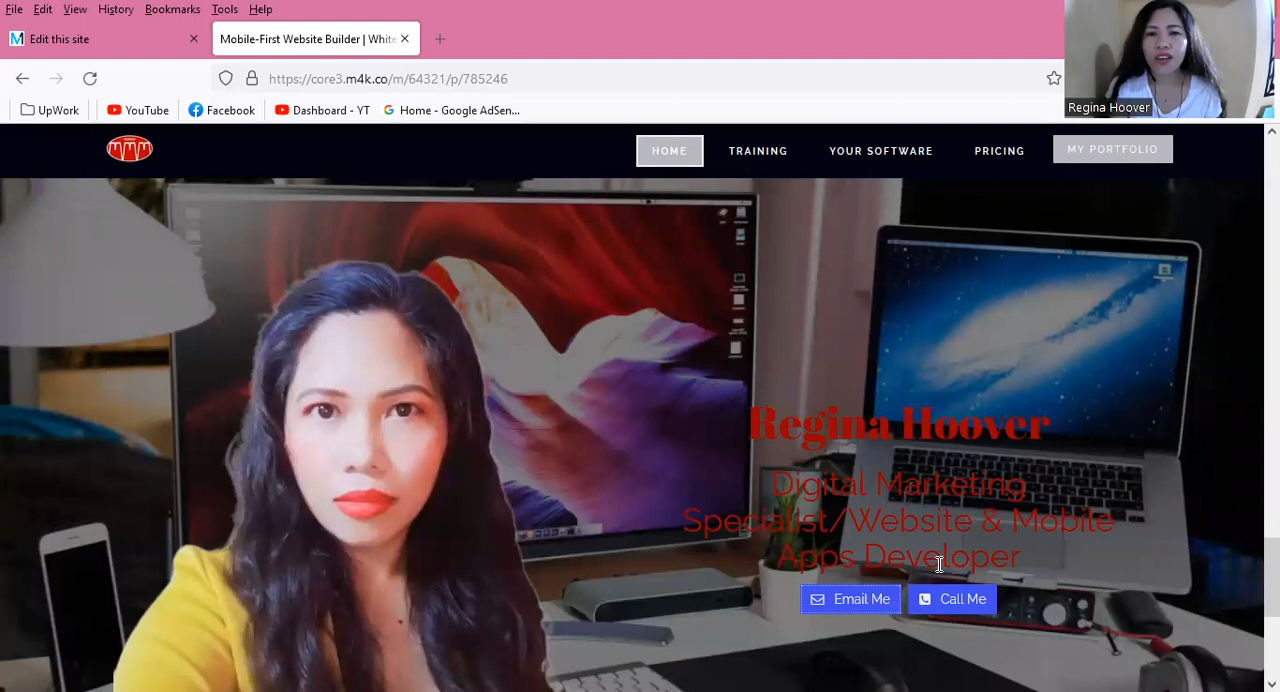 File Edit View History Bookmarks Tools Help
Edit this site
Mobile-First Website Builder | White
https://core3.m4k.co/m/64321/p/785246
UpWork YouTube Facebook Dashboard - YT Home - Google AdSen...
Regina Hoover
MMM HOME TRAINING YOUR SOFTWARE PRICING MY PORTFOLIO
Regina Hoover
Digital Marketing
Specialist/Website & Mobile
Apps Developer
Email Me Call Me